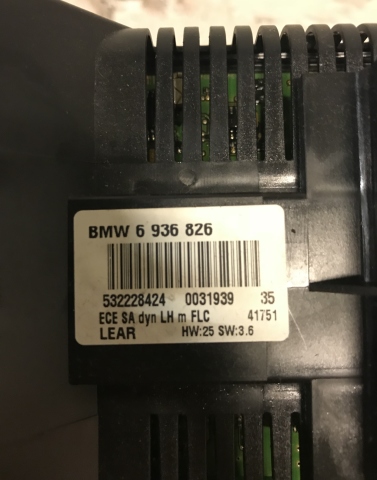 BMW 6 936 826
532228424 0031939 35
ECE SA dyn LH m FLC 41751
LEAR HW:25 SW:3.6